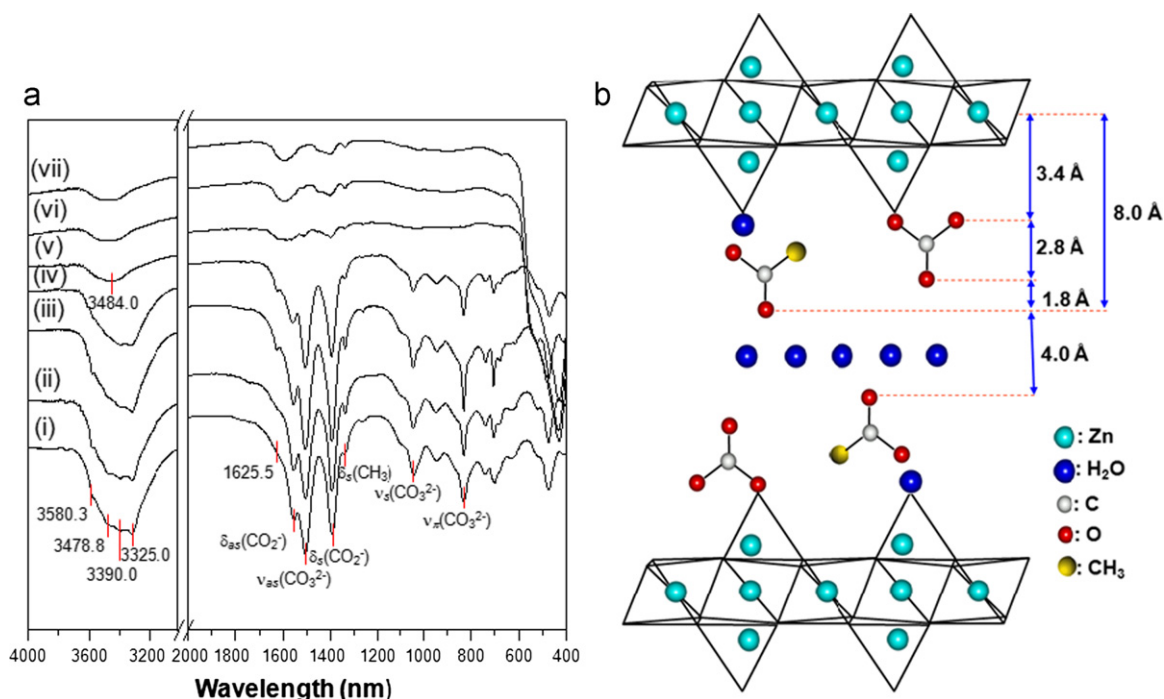 a
(vii)
(vi)
(v)
(iv)
(iii)
(ii)
(i)
3484.0
3580.3
3478.8
3390.0
3325.0
1625.5
δas(CO₂⁻)
νas(CO₃²⁻)
δs(CO₂⁻)
δs(CH₃)
νs(CO₃²⁻)
νπ(CO₃²⁻)
4000 3600 3200 2000 1800 1600 1400 1200 1000 800 600 400
Wavelength (nm)
b
3.4 Å
2.8 Å
1.8 Å
8.0 Å
4.0 Å
: Zn
: H₂O
: C
: O
: CH₃